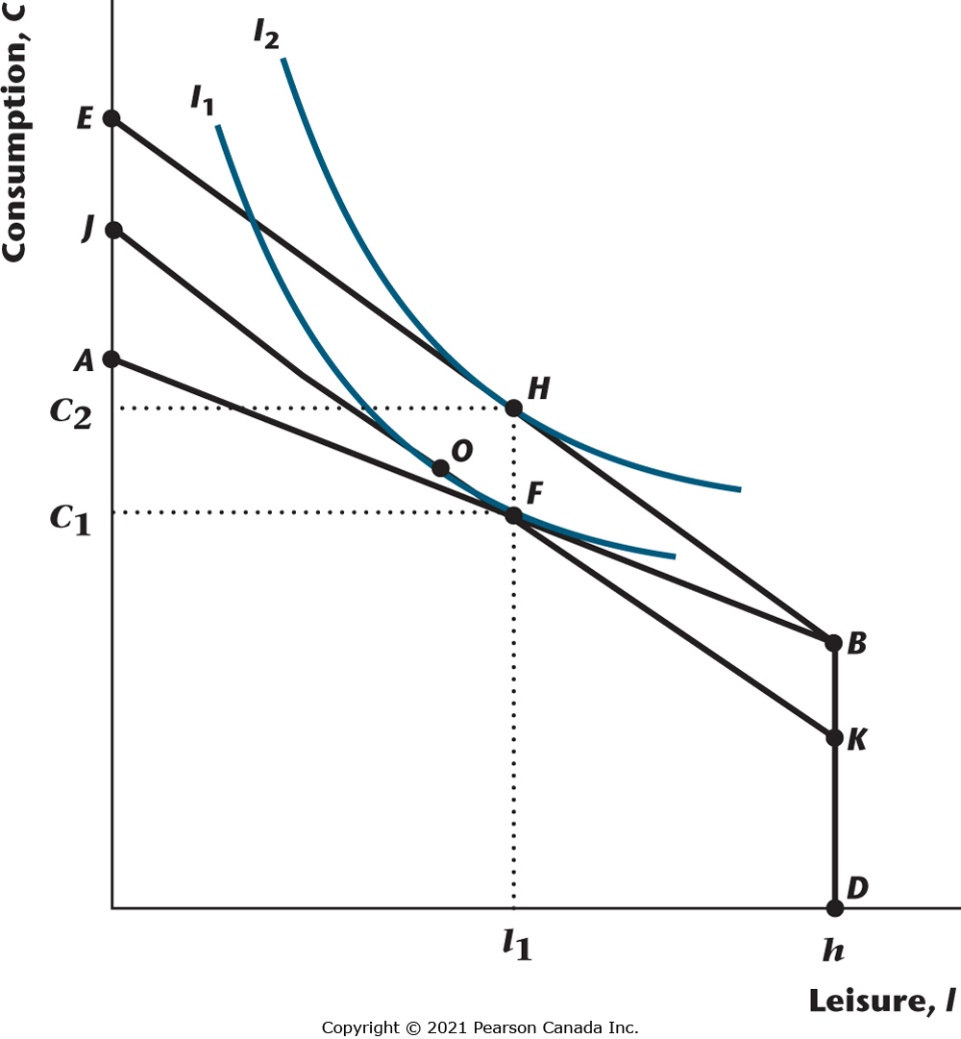 Consumption, C
I2
I1
E
J
A
C2
H
O
C1
F
B
K
D
l1
h
Leisure, l
Copyright © 2021 Pearson Canada Inc.